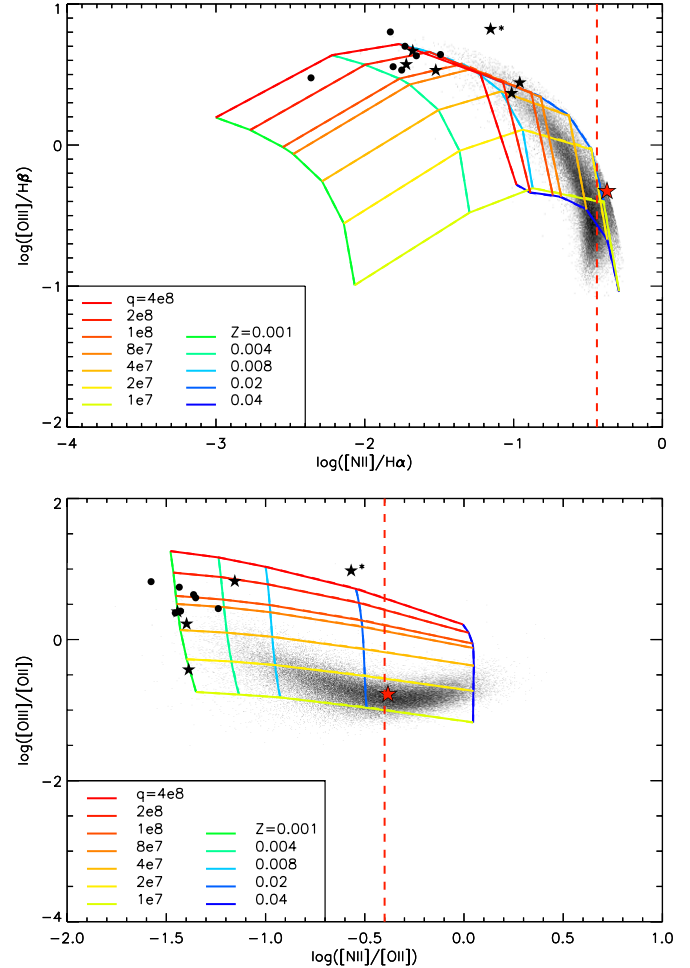 1
0
−1
−2
log([OIII]/Hβ)
−4
−3
−2
−1
0
log([NII]/Hα)
*
q=4e8
2e8
1e8
8e7
4e7
2e7
1e7
Z=0.001
0.004
0.008
0.02
0.04
2
0
−2
−4
log([OIII]/[OII])
−2.0
−1.5
−1.0
−0.5
0.0
0.5
1.0
log([NII]/[OII])
*
q=4e8
2e8
1e8
8e7
4e7
2e7
1e7
Z=0.001
0.004
0.008
0.02
0.04